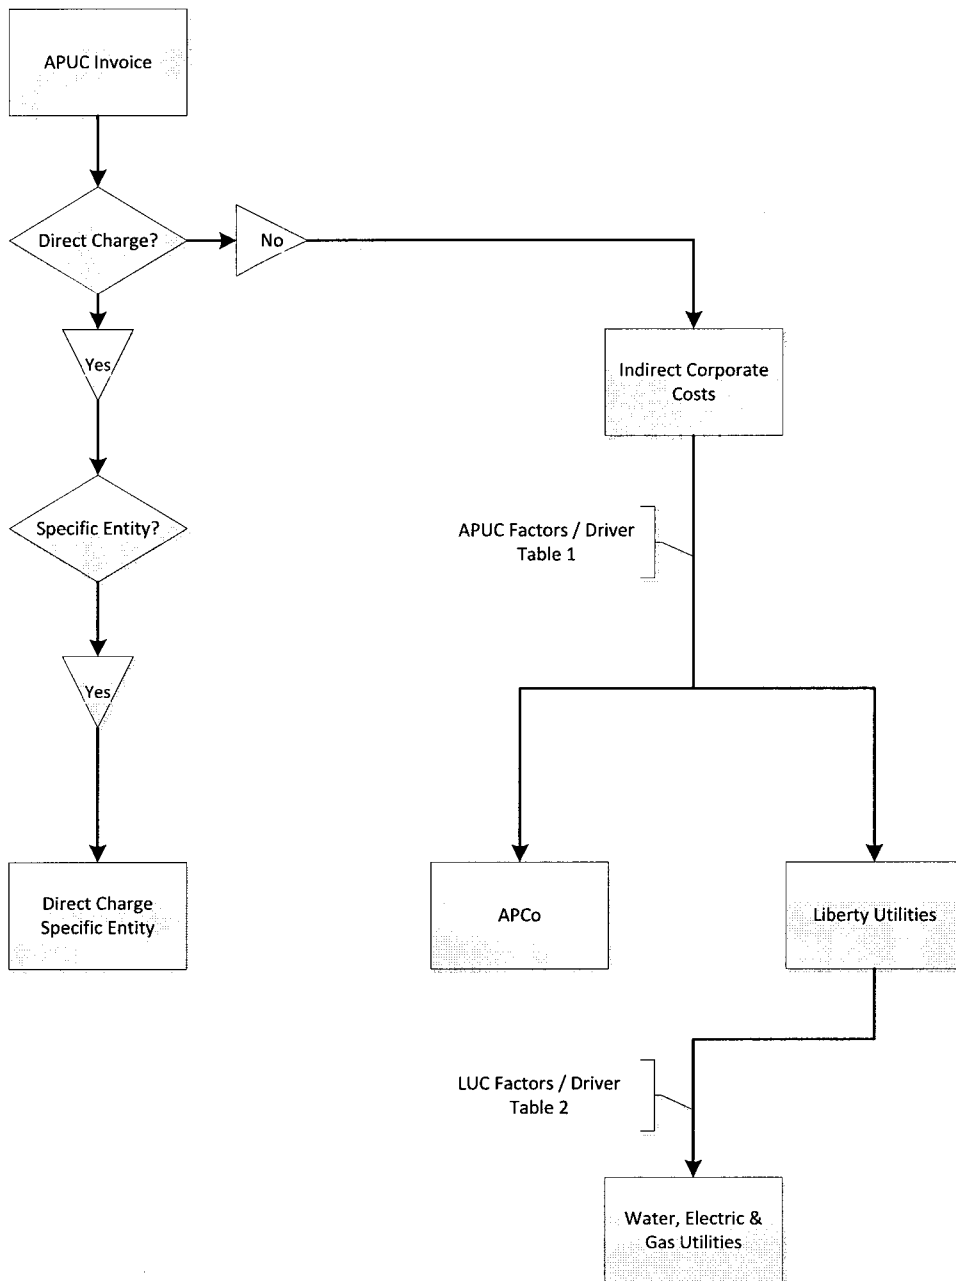 APUC Invoice
Direct Charge?
No
Yes
Indirect Corporate
Costs
Specific Entity?
APUC Factors / Driver
Table 1
Yes
Direct Charge
Specific Entity
APCo
Liberty Utilities
LUC Factors / Driver
Table 2
Water, Electric &
Gas Utilities